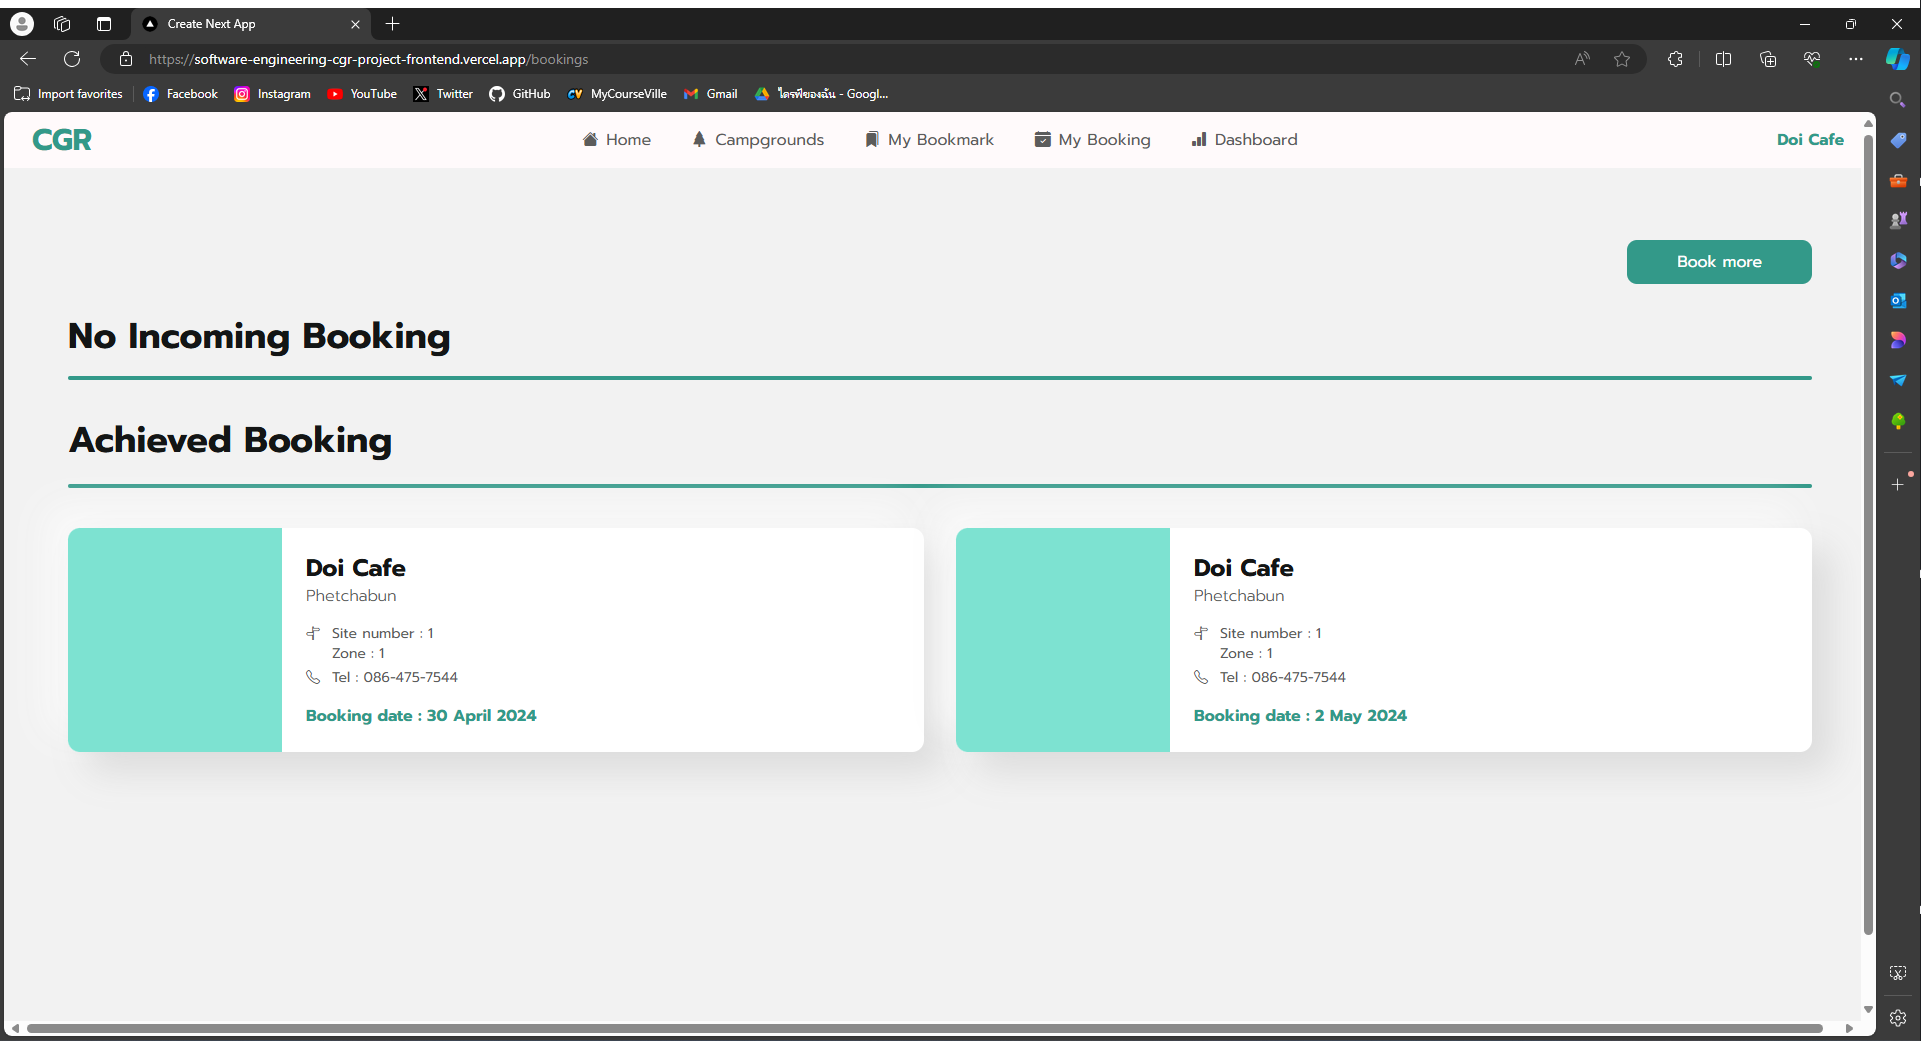 Create Next App
https://software-engineering-cgr-project-frontend.vercel.app/bookings
Import favorites Facebook Instagram YouTube Twitter GitHub MyCourseVille Gmail ไดรฟ์ของฉัน - Googl...
CGR Home Campgrounds My Bookmark My Booking Dashboard Doi Cafe
Book more
No Incoming Booking
Achieved Booking
Doi Cafe
Phetchabun
Site number : 1
Zone : 1
Tel : 086-475-7544
Booking date : 30 April 2024
Doi Cafe
Phetchabun
Site number : 1
Zone : 1
Tel : 086-475-7544
Booking date : 2 May 2024